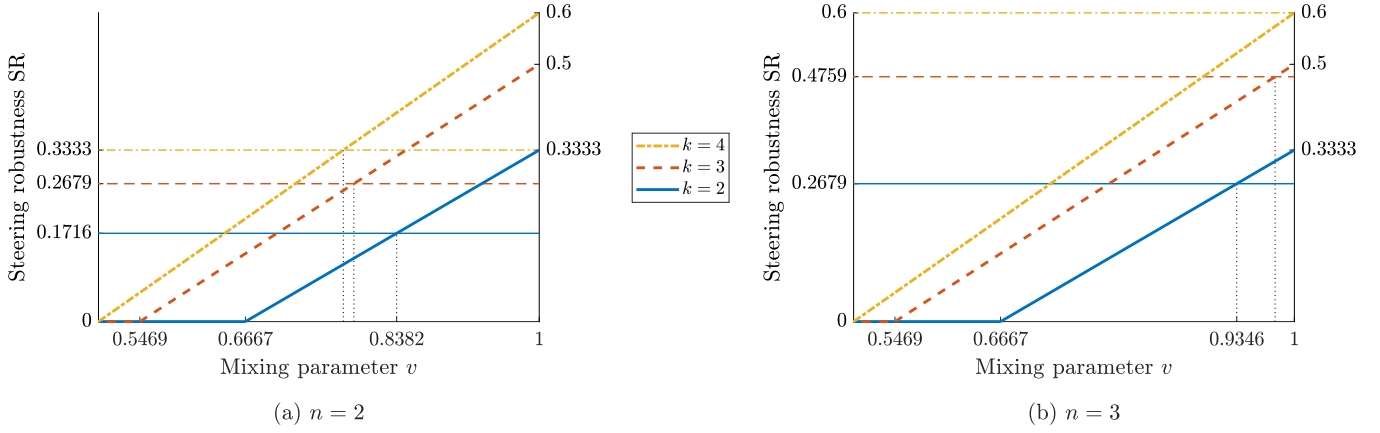 Steering robustness SR
0.3333
0.2679
0.1716
0
0.6
0.5
0.3333
0.5469 0.6667 0.8382 1
Mixing parameter v
(a) n = 2
k = 4
k = 3
k = 2
Steering robustness SR
0.6
0.4759
0.2679
0
0.6
0.5
0.3333
0.5469 0.6667 0.9346 1
Mixing parameter v
(b) n = 3